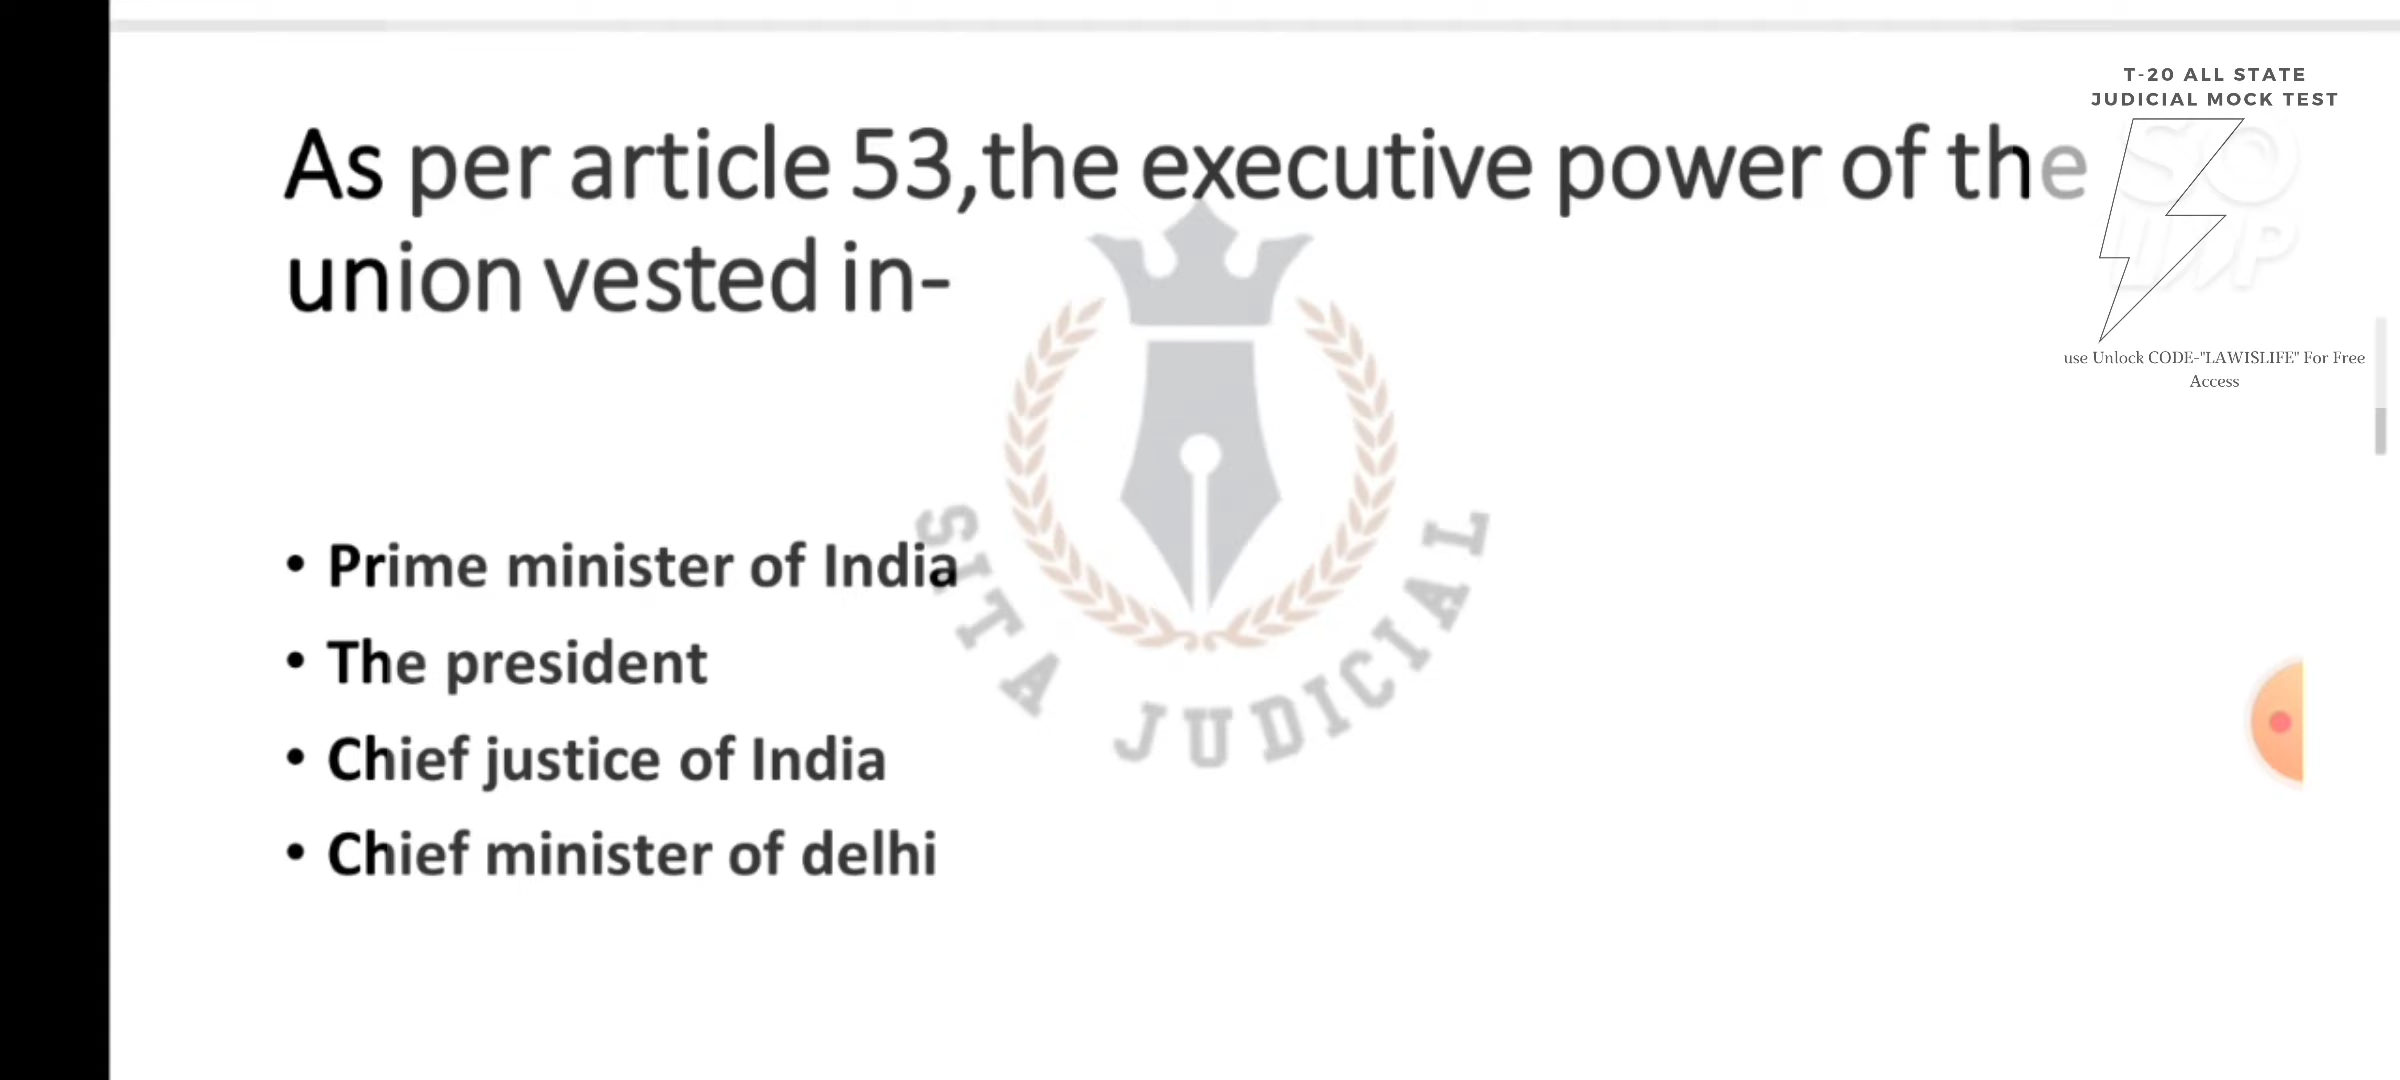 T-20 ALL STATE
JUDICIAL MOCK TEST
As per article 53,the executive power of the
union vested in-
use Unlock CODE-"LAWISLIFE" For Free
Access
• Prime minister of India
• The president
• Chief justice of India
• Chief minister of delhi
SITA JUDICIAL